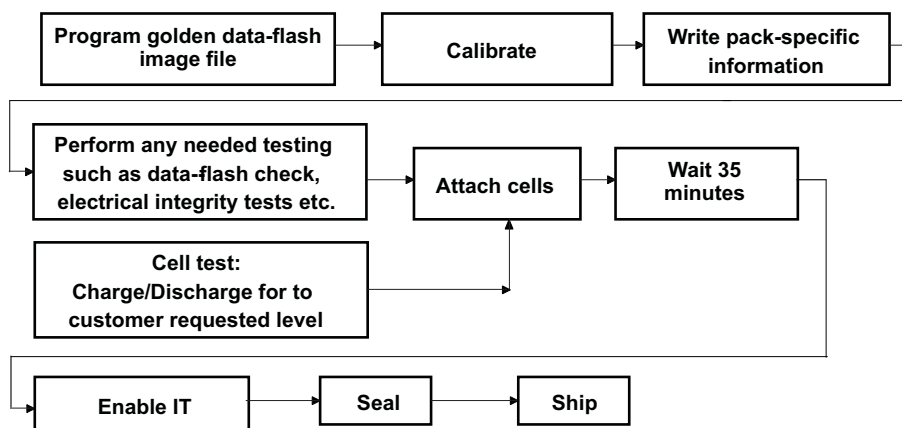 Program golden data-flash
image file
Calibrate
Write pack-specific
information
Perform any needed testing
such as data-flash check,
electrical integrity tests etc.
Attach cells
Wait 35
minutes
Cell test:
Charge/Discharge for to
customer requested level
Enable IT
Seal
Ship